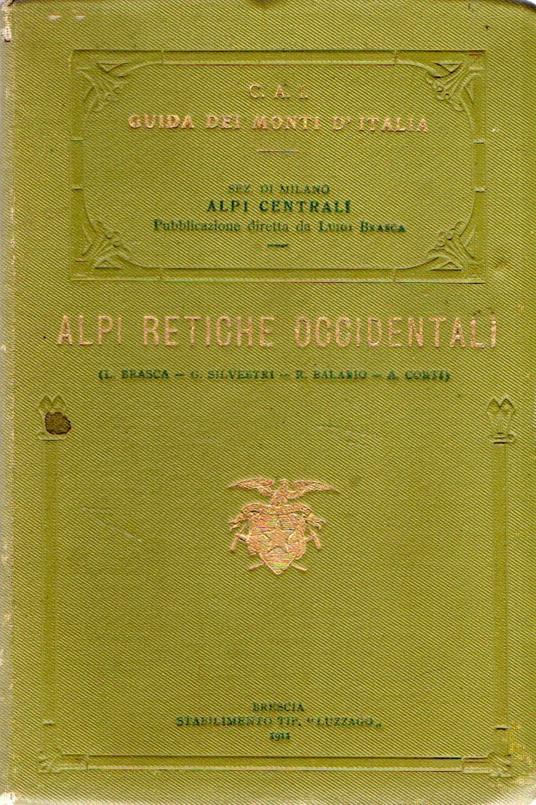 C. A. I.
GUIDA DEI MONTI D'ITALIA
SEZ. DI MILANO
ALPI CENTRALI
Pubblicazione diretta da LUIGI BRASCA
ALPI RETICHE OCCIDENTALI
(L. BRASCA – G. SILVESTRI – R. BALABIO – A. CORTI)
BRESCIA
STABILIMENTO TIP. "LUZZAGO„
1911